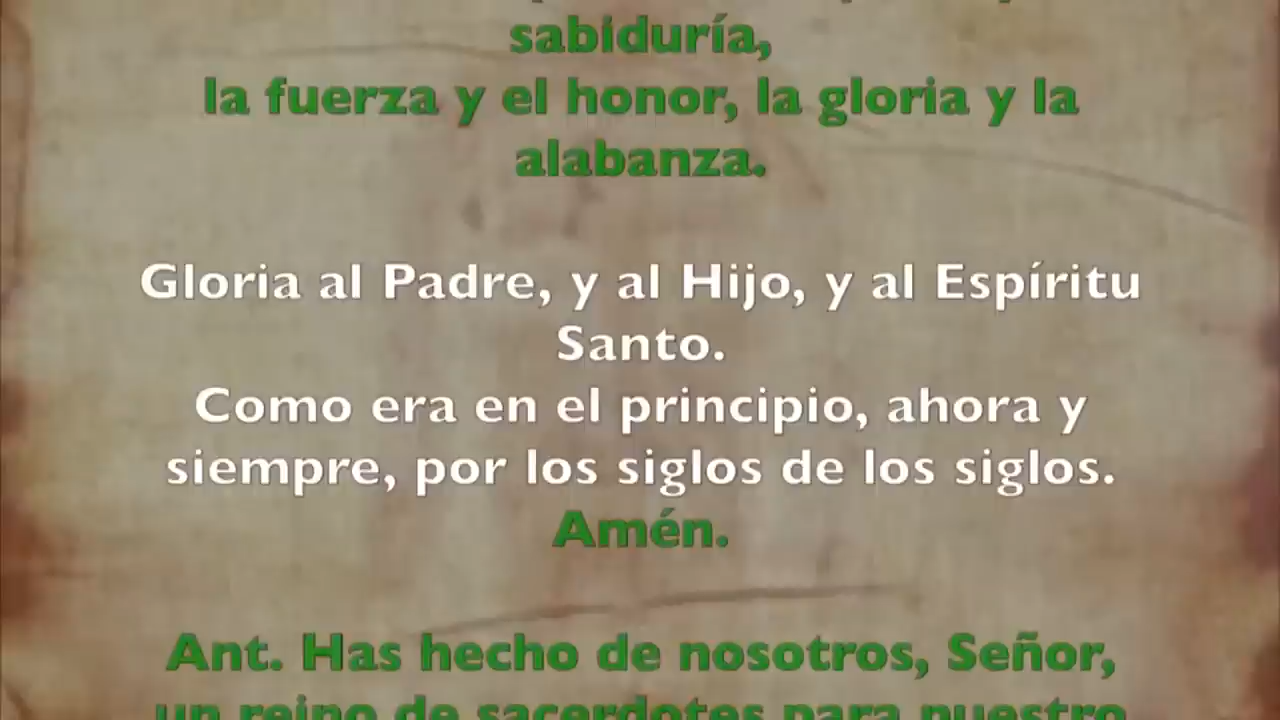 sabiduría,
la fuerza y el honor, la gloria y la
alabanza.
Gloria al Padre, y al Hijo, y al Espíritu
Santo.
Como era en el principio, ahora y
siempre, por los siglos de los siglos.
Amén.
Ant. Has hecho de nosotros, Señor,
un reino de sacerdotes para nuestro